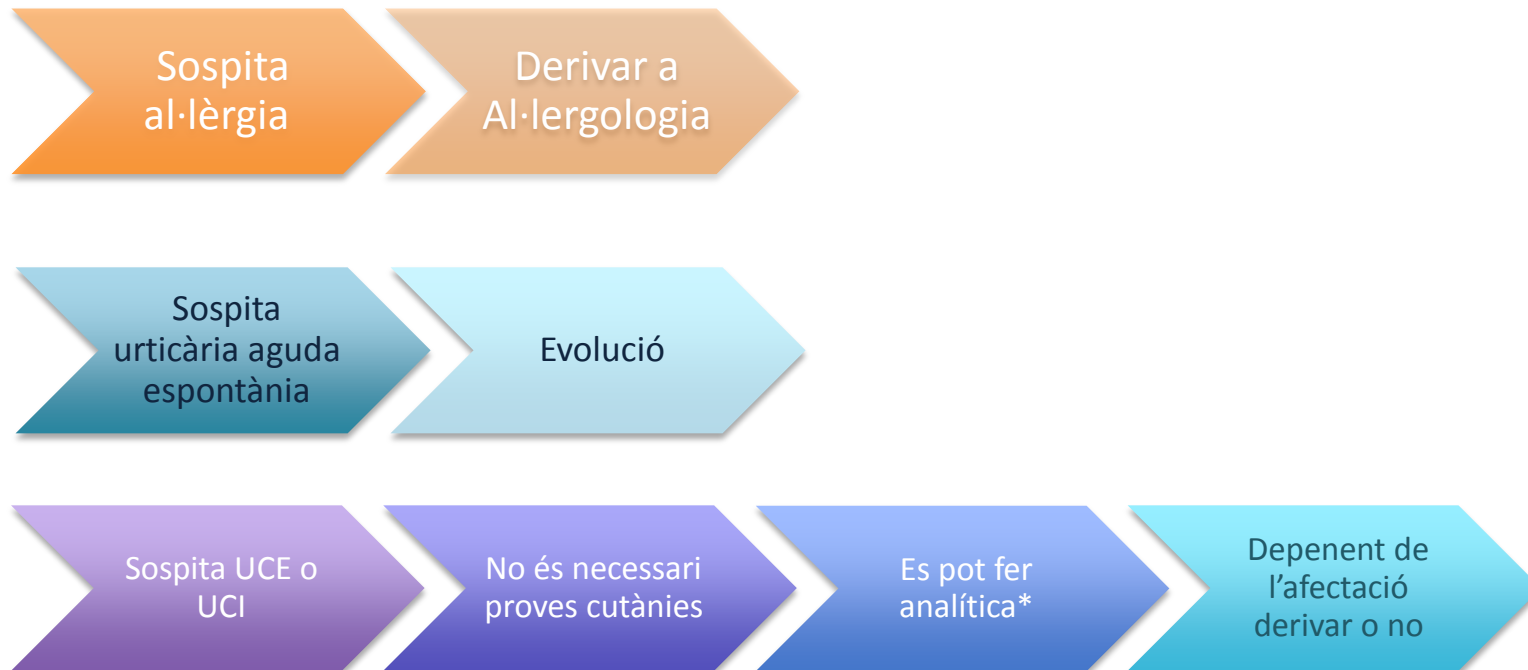 Sospita
al·lèrgia
Derivar a
Al·lergologia
Sospita
urticària aguda
espontània
Evolució
Sospita UCE o
UCI
No és necessari
proves cutànies
Es pot fer
analítica*
Depenent de
l’afectació
derivar o no